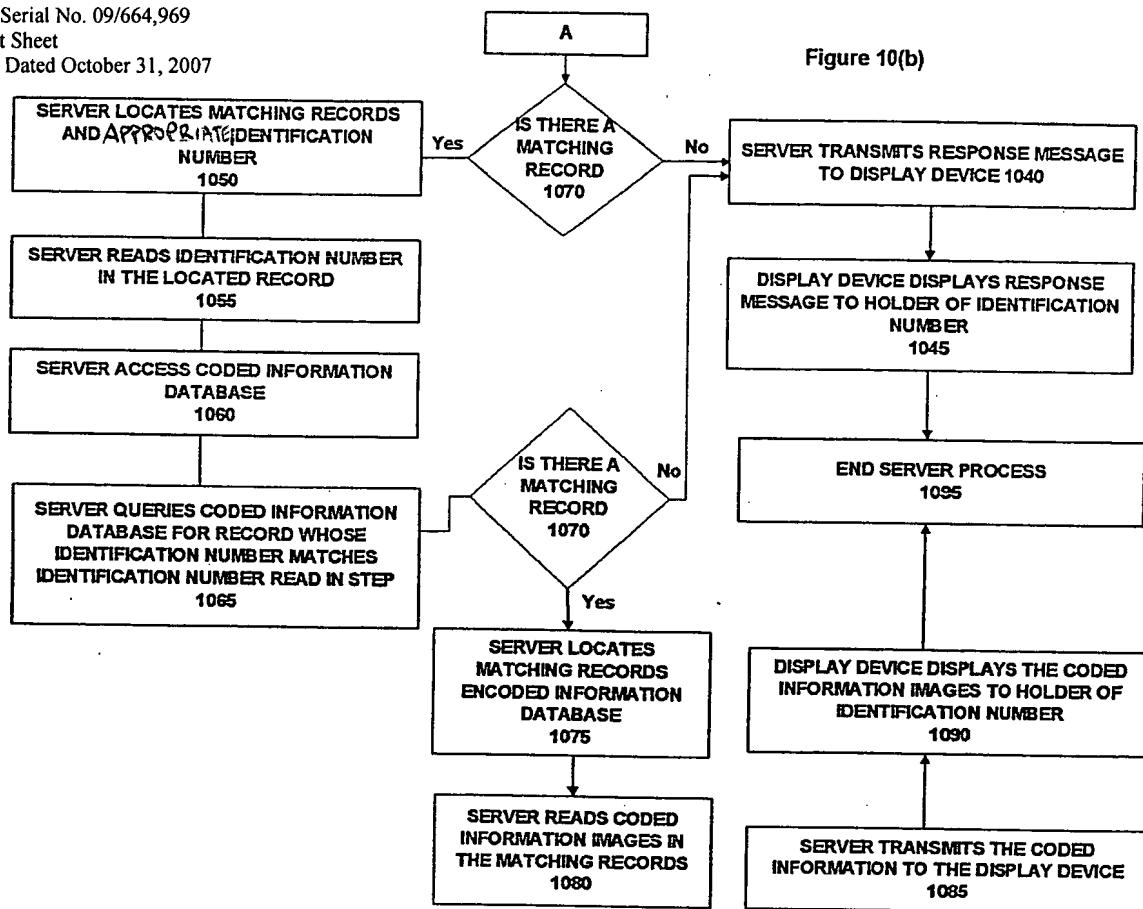 Serial No. 09/664,969
t Sheet
Dated October 31, 2007
Figure 10(b)
A
IS THERE A
MATCHING
RECORD
1070
Yes
No
SERVER LOCATES MATCHING RECORDS
AND APPROPRIATE IDENTIFICATION
NUMBER
1050
SERVER READS IDENTIFICATION NUMBER
IN THE LOCATED RECORD
1055
SERVER ACCESS CODED INFORMATION
DATABASE
1060
SERVER QUERIES CODED INFORMATION
DATABASE FOR RECORD WHOSE
IDENTIFICATION NUMBER MATCHES
IDENTIFICATION NUMBER READ IN STEP
1065
IS THERE A
MATCHING
RECORD
1070
No
Yes
SERVER LOCATES
MATCHING RECORDS
ENCODED INFORMATION
DATABASE
1075
SERVER READS CODED
INFORMATION IMAGES IN
THE MATCHING RECORDS
1080
SERVER TRANSMITS RESPONSE MESSAGE
TO DISPLAY DEVICE 1040
DISPLAY DEVICE DISPLAYS RESPONSE
MESSAGE TO HOLDER OF IDENTIFICATION
NUMBER
1045
END SERVER PROCESS
1095
DISPLAY DEVICE DISPLAYS THE CODED
INFORMATION IMAGES TO HOLDER OF
IDENTIFICATION NUMBER
1090
SERVER TRANSMITS THE CODED
INFORMATION TO THE DISPLAY DEVICE
1085